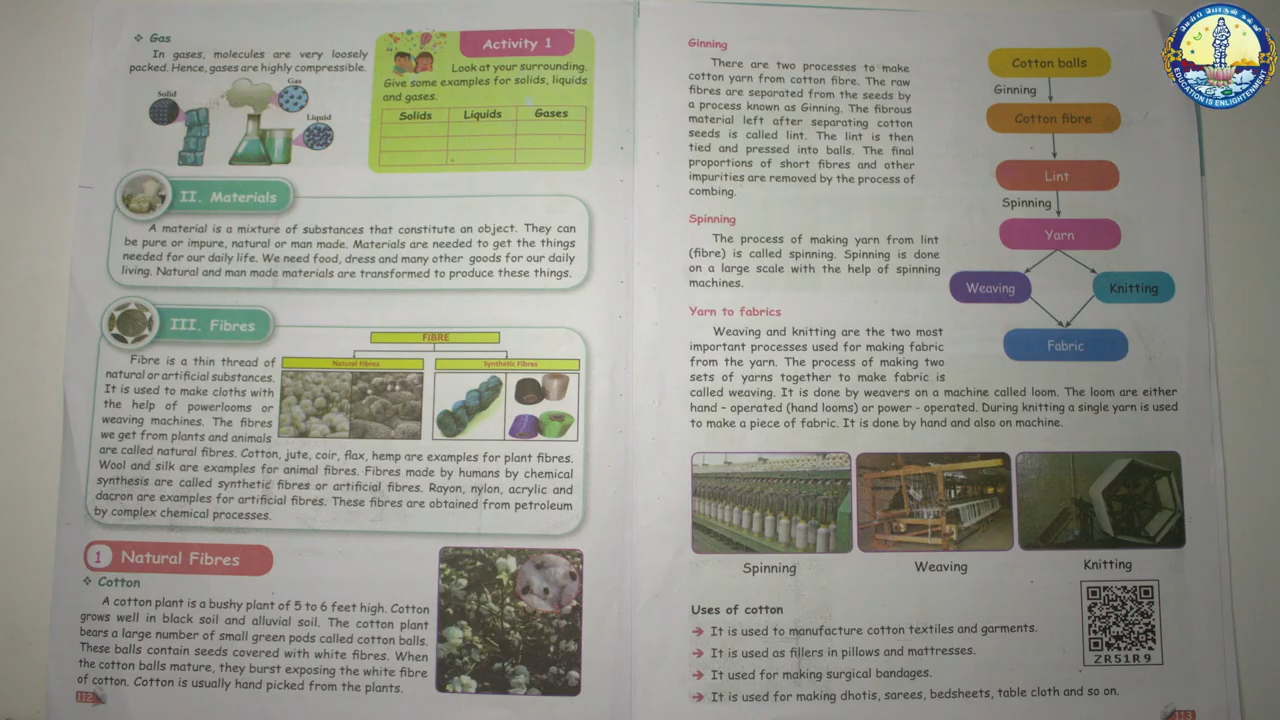 ❖ Gas
In gases, molecules are very loosely
packed. Hence, gases are highly compressible.
Solid
Gas
Liquid
Activity 1
Look at your surrounding.
Give some examples for solids, liquids
and gases.
Solids Liquids Gases
II. Materials
A material is a mixture of substances that constitute an object. They can
be pure or impure, natural or man made. Materials are needed to get the things
needed for our daily life. We need food, dress and many other goods for our daily
living. Natural and man made materials are transformed to produce these things.
III. Fibres
FIBRE
Natural Fibres
Synthetic Fibres
Fibre is a thin thread of
natural or artificial substances.
It is used to make cloths with
the help of powerlooms or
weaving machines. The fibres
we get from plants and animals
are called natural fibres. Cotton, jute, coir, flax, hemp are examples for plant fibres.
Wool and silk are examples for animal fibres. Fibres made by humans by chemical
synthesis are called synthetic fibres or artificial fibres. Rayon, nylon, acrylic and
dacron are examples for artificial fibres. These fibres are obtained from petroleum
by complex chemical processes.
1 Natural Fibres
❖ Cotton
A cotton plant is a bushy plant of 5 to 6 feet high. Cotton
grows well in black soil and alluvial soil. The cotton plant
bears a large number of small green pods called cotton balls.
These balls contain seeds covered with white fibres. When
the cotton balls mature, they burst exposing the white fibre
of cotton. Cotton is usually hand picked from the plants.
112
Ginning
There are two processes to make
cotton yarn from cotton fibre. The raw
fibres are separated from the seeds by
a process known as Ginning. The fibrous
material left after separating cotton
seeds is called lint. The lint is then
tied and pressed into balls. The final
proportions of short fibres and other
impurities are removed by the process of
combing.
Spinning
The process of making yarn from lint
(fibre) is called spinning. Spinning is done
on a large scale with the help of spinning
machines.
Yarn to fabrics
Weaving and knitting are the two most
important processes used for making fabric
from the yarn. The process of making two
sets of yarns together to make fabric is
called weaving. It is done by weavers on a machine called loom. The loom are either
hand - operated (hand looms) or power - operated. During knitting a single yarn is used
to make a piece of fabric. It is done by hand and also on machine.
Cotton balls
Ginning
Cotton fibre
Lint
Spinning
Yarn
Weaving
Knitting
Fabric
Spinning
Weaving
Knitting
Uses of cotton
➔ It is used to manufacture cotton textiles and garments.
➔ It is used as fillers in pillows and mattresses.
➔ It is used for making surgical bandages.
➔ It is used for making dhotis, sarees, bedsheets, table cloth and so on.
ZR51R9
113
EDUCATION IS ENLIGHTENMENT